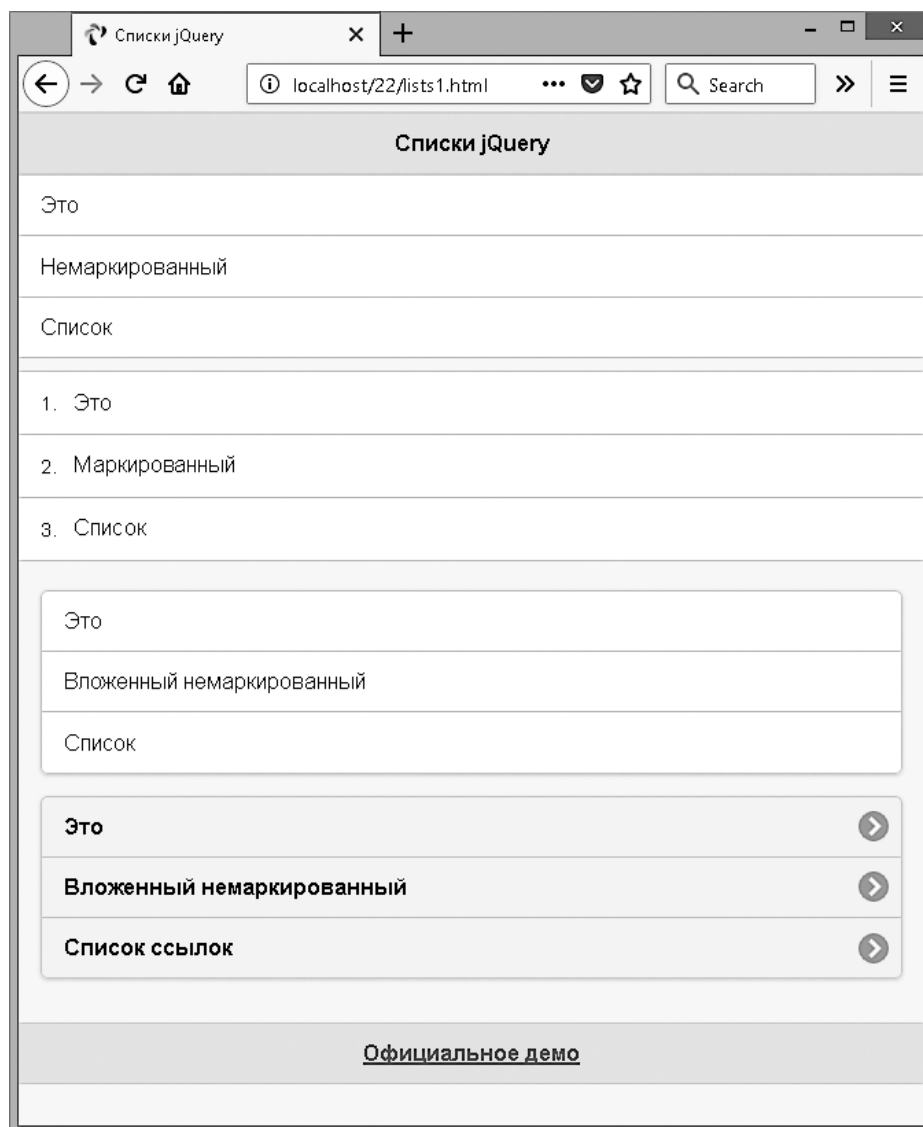 Списки jQuery
localhost/22/lists1.html
Search
Списки jQuery
Это
Немаркированный
Список
1. Это
2. Маркированный
3. Список
Это
Вложенный немаркированный
Список
Это
Вложенный немаркированный
Список ссылок
Официальное демо